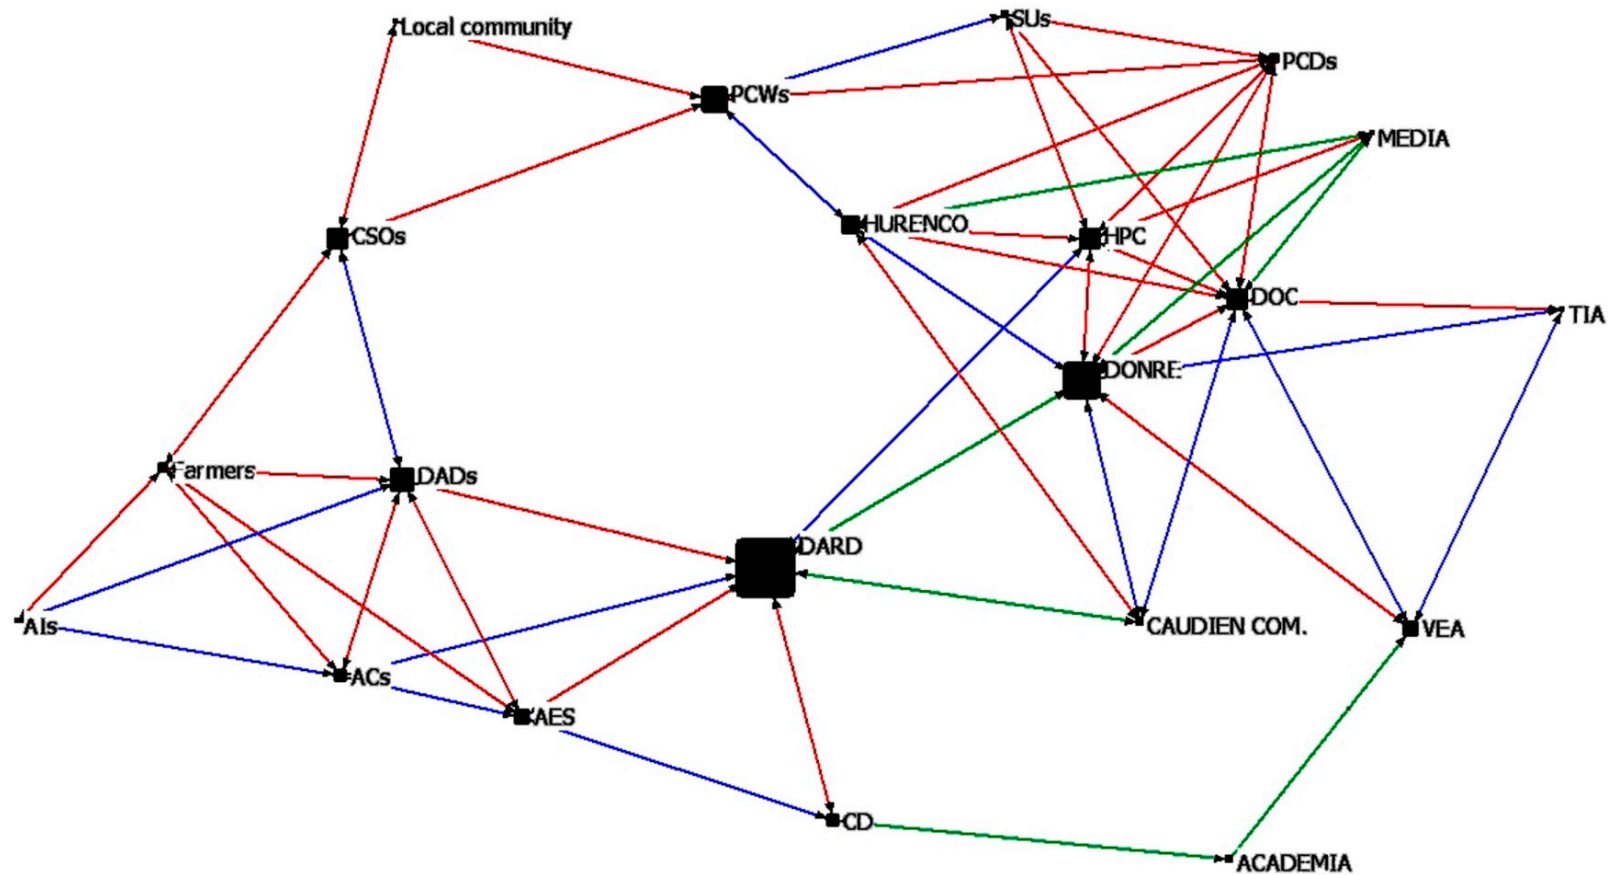 Local community
SUs
PCDs
PCWs
MEDIA
HURENCO
HPC
CSOs
DOC
TIA
DONRE
Farmers
DADs
DARD
AIs
CAUDIEN COM.
VEA
ACs
AES
CD
ACADEMIA